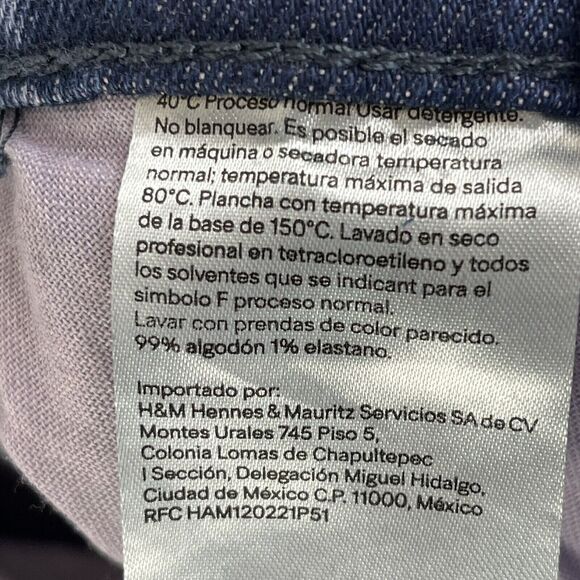 40°C Proceso normal Usar detergente.
No blanquear. Es posible el secado
en máquina o secadora temperatura
normal; temperatura máxima de salida
80°C. Plancha con temperatura máxima
de la base de 150°C. Lavado en seco
profesional en tetracloroetileno y todos
los solventes que se indicant para el
simbolo F proceso normal.
Lavar con prendas de color parecido.
99% algodón 1% elastano.
Importado por:
H&M Hennes & Mauritz Servicios SA de CV
Montes Urales 745 Piso 5,
Colonia Lomas de Chapultepec
I Sección, Delegación Miguel Hidalgo,
Ciudad de México C.P. 11000, México
RFC HAM120221P51